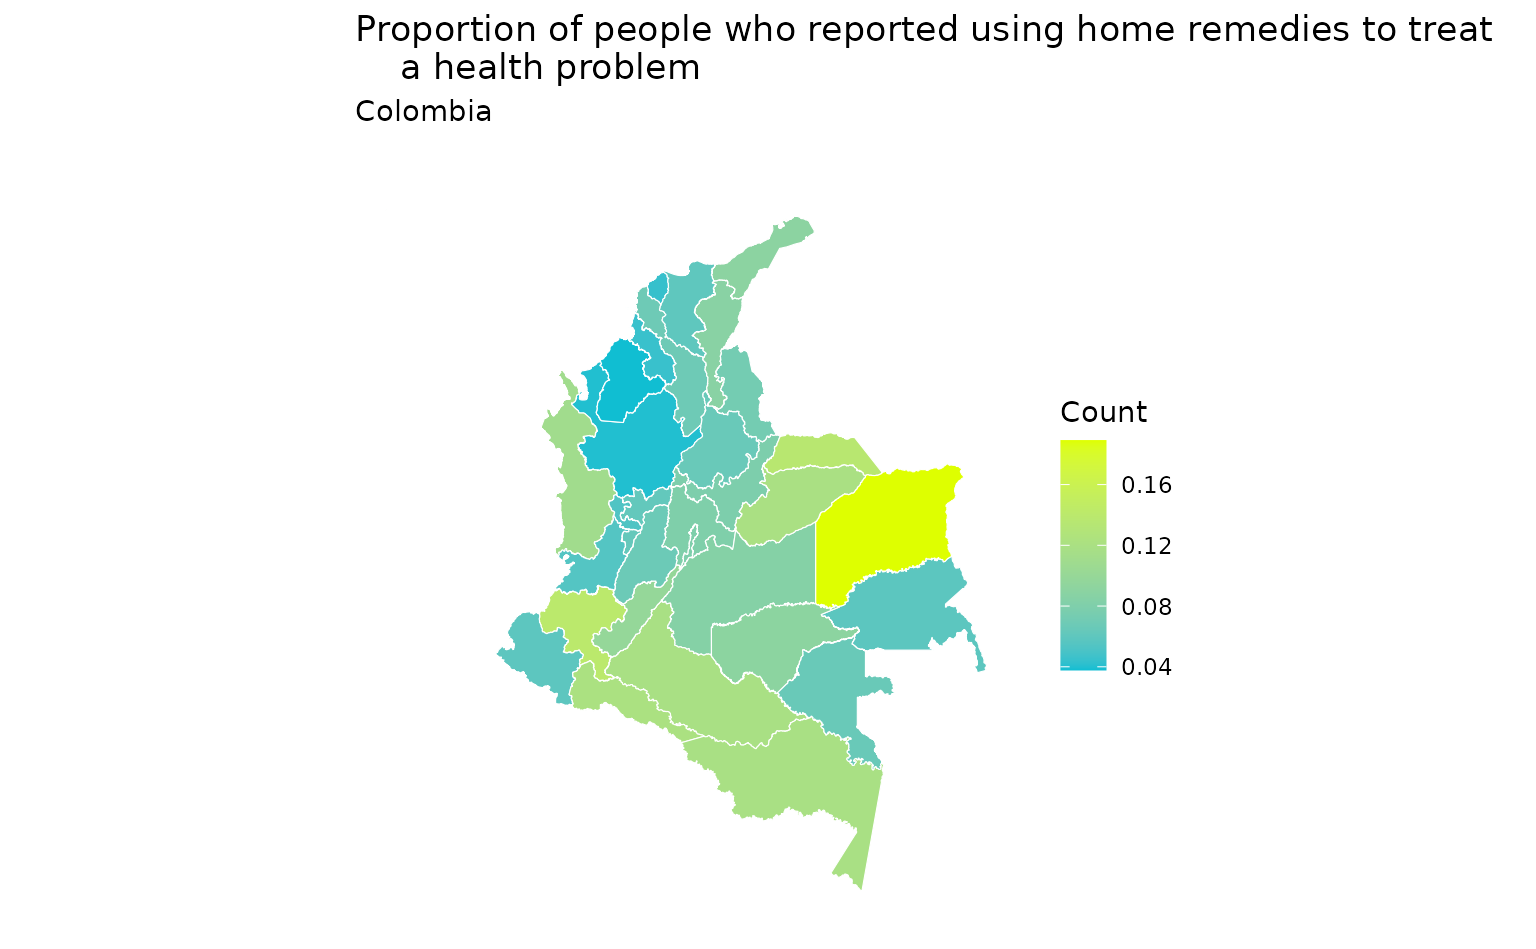 Proportion of people who reported using home remedies to treat
a health problem
Colombia
Count
0.16
0.12
0.08
0.04